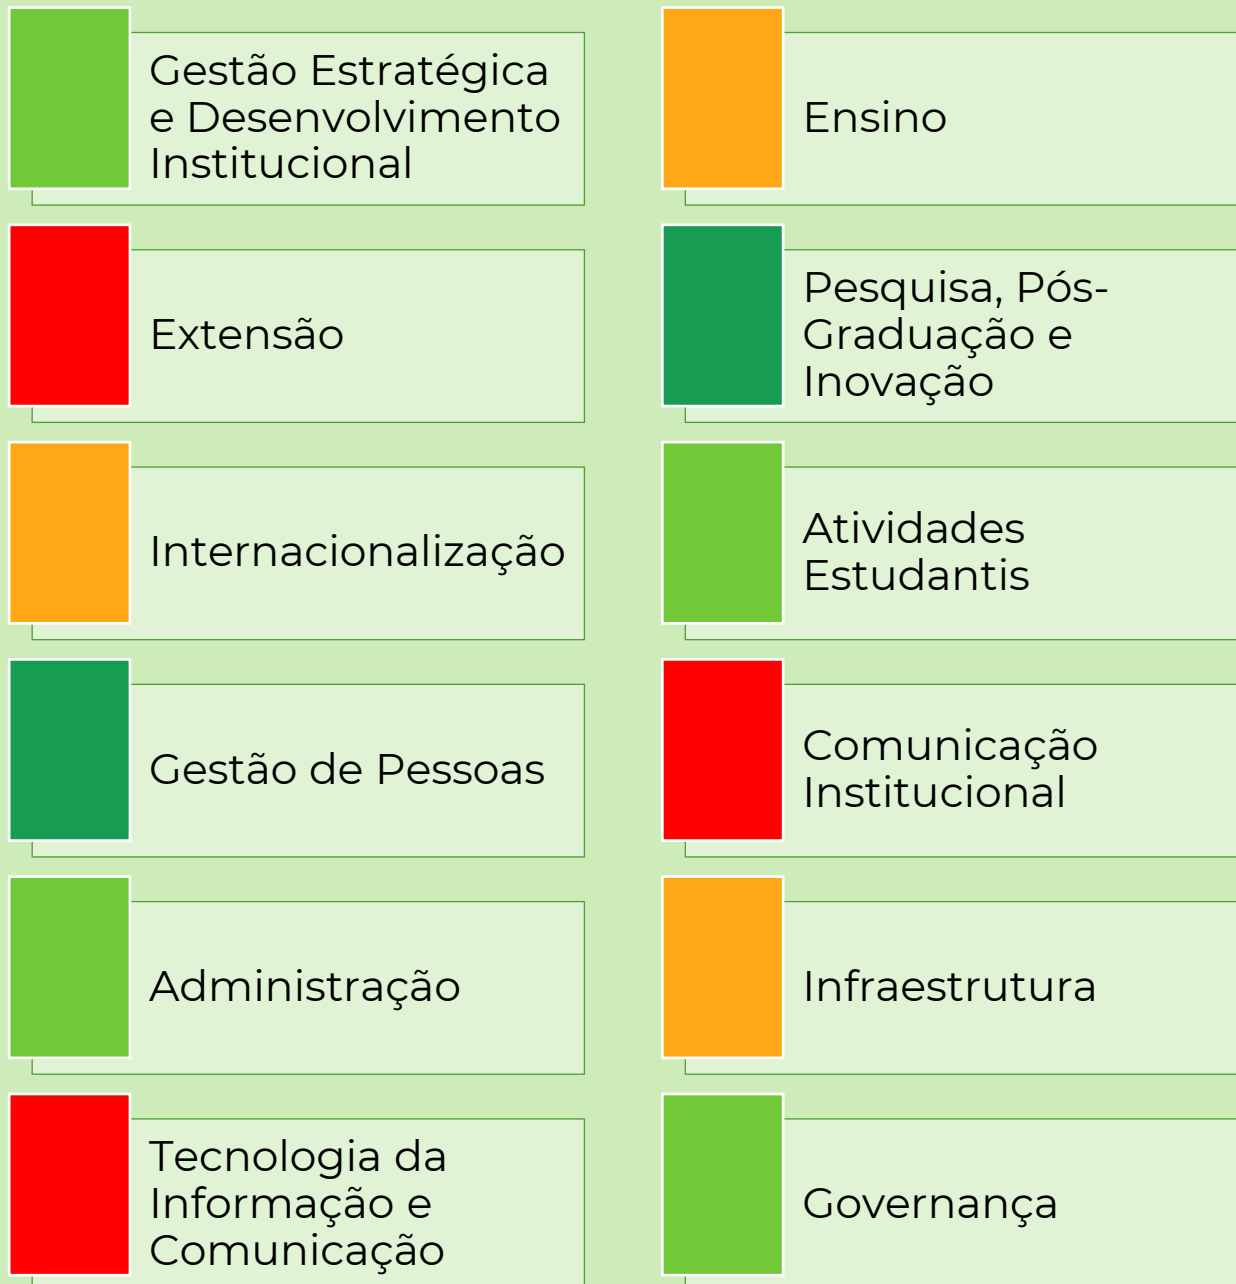 Gestão Estratégica
e Desenvolvimento
Institucional
Ensino
Extensão
Pesquisa, Pós-
Graduação e
Inovação
Internacionalização
Atividades
Estudantis
Gestão de Pessoas
Comunicação
Institucional
Administração
Infraestrutura
Tecnologia da
Informação e
Comunicação
Governança